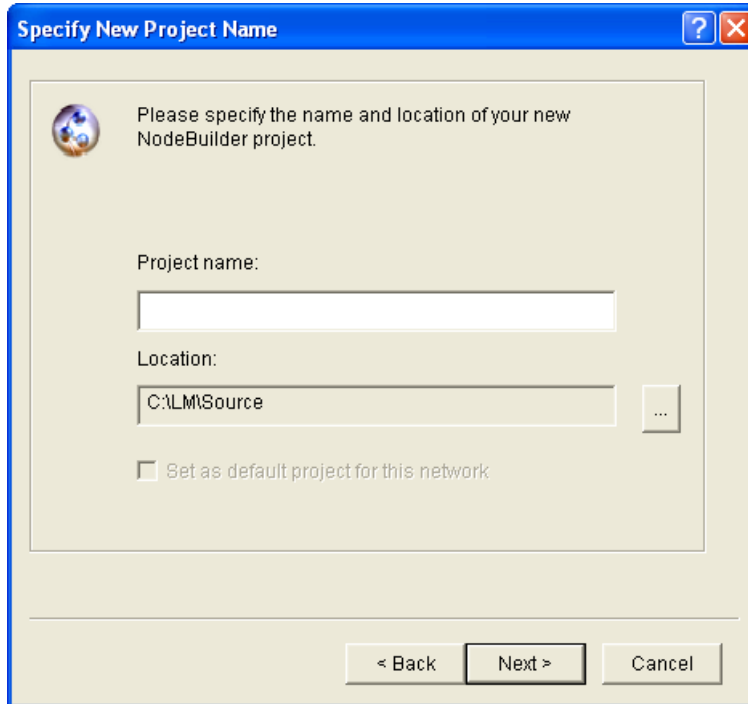 Specify New Project Name
Please specify the name and location of your new
NodeBuilder project.
Project name:
Location:
C:\LM\Source
...
Set as default project for this network
< Back
Next >
Cancel